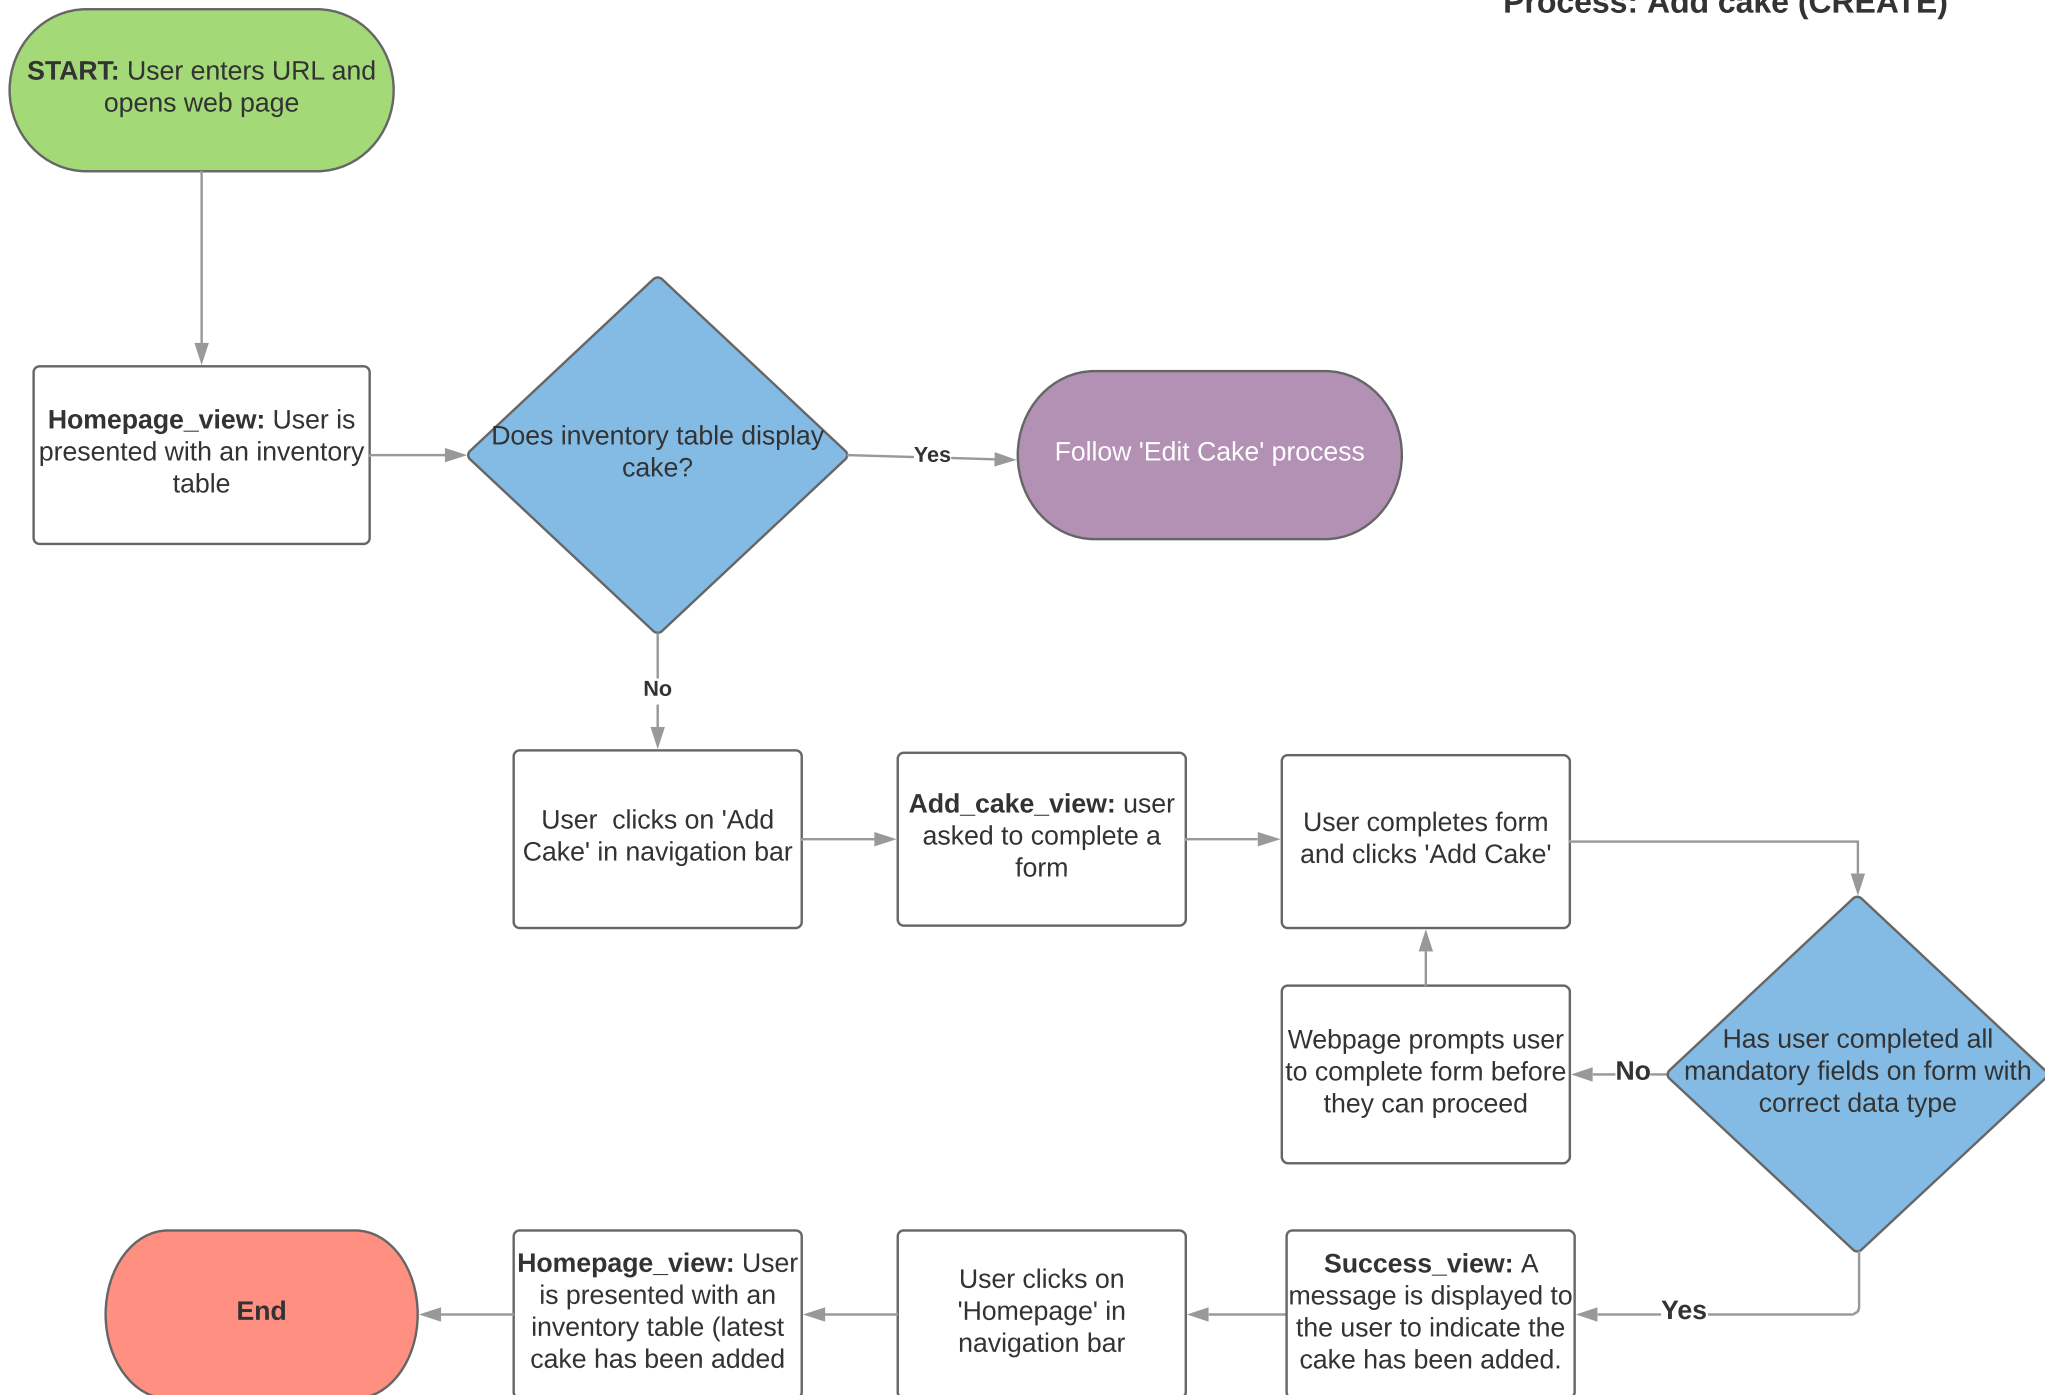 Process: Add cake (CREATE)
START: User enters URL and
opens web page
Homepage_view: User is
presented with an inventory
table
Does inventory table display
cake?
Yes
Follow 'Edit Cake' process
No
User  clicks on 'Add
Cake' in navigation bar
Add_cake_view: user
asked to complete a
form
User completes form
and clicks 'Add Cake'
Has user completed all
mandatory fields on form with
correct data type
No
Webpage prompts user
to complete form before
they can proceed
Yes
Success_view: A
message is displayed to
the user to indicate the
cake has been added.
User clicks on
'Homepage' in
navigation bar
Homepage_view: User
is presented with an
inventory table (latest
cake has been added
End